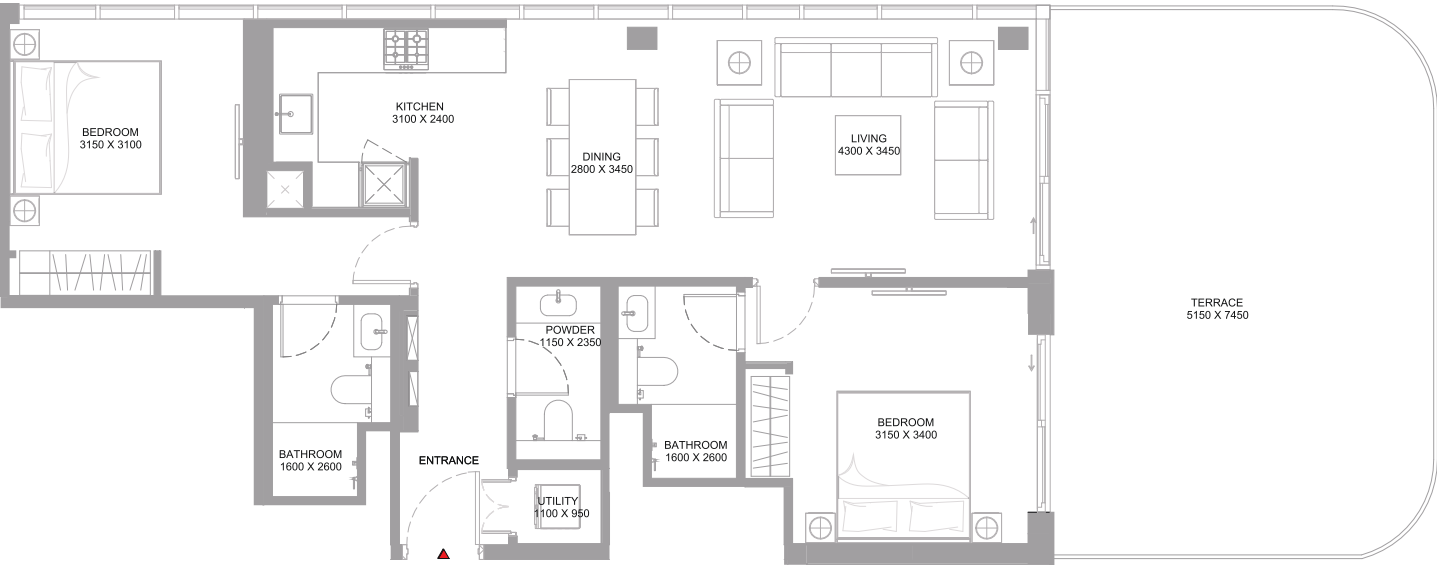 BEDROOM
3150 X 3100
KITCHEN
3100 X 2400
DINING
2800 X 3450
LIVING
4300 X 3450
TERRACE
5150 X 7450
POWDER
1150 X 2350
BEDROOM
3150 X 3400
BATHROOM
1600 X 2600
ENTRANCE
BATHROOM
1600 X 2600
UTILITY
1100 X 950